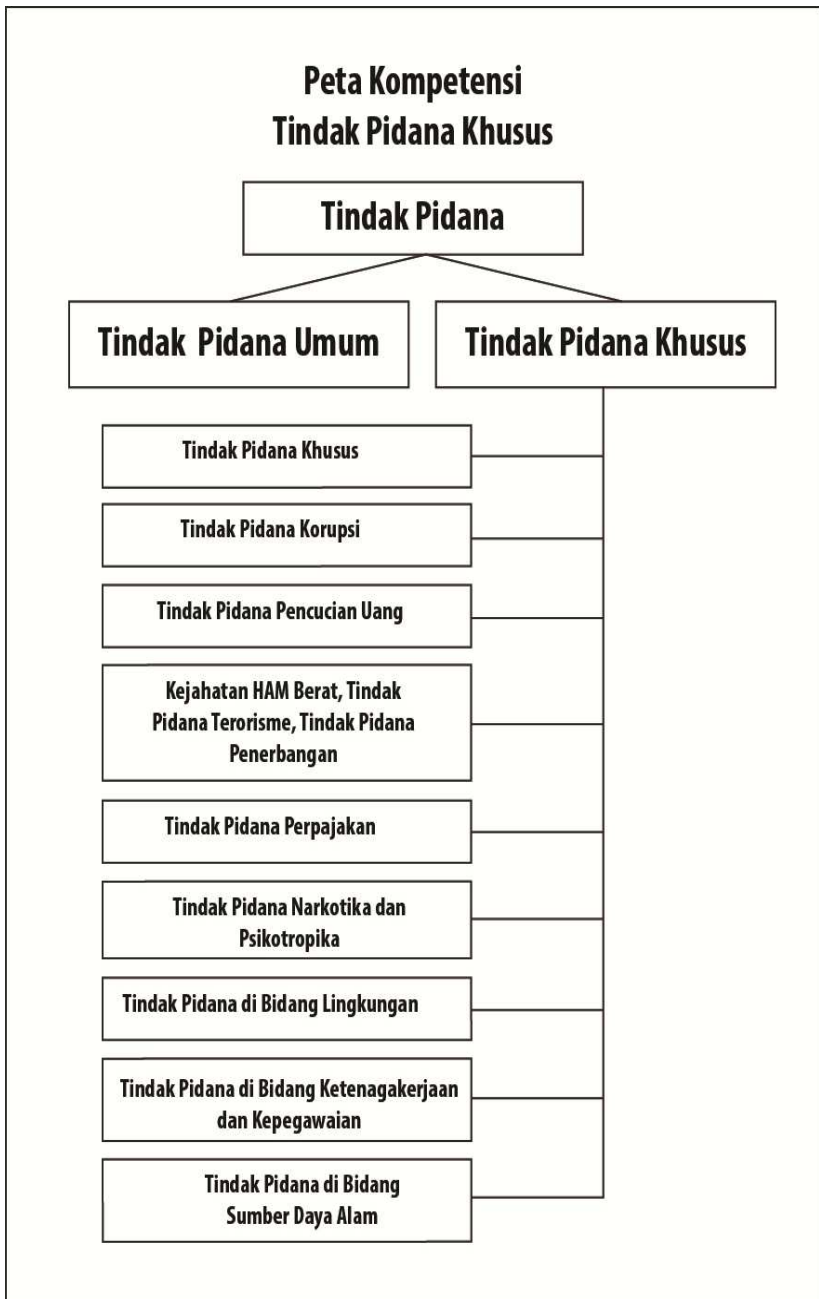 Peta Kompetensi
Tindak Pidana Khusus
Tindak Pidana
Tindak Pidana Umum
Tindak Pidana Khusus
Tindak Pidana Khusus
Tindak Pidana Korupsi
Tindak Pidana Pencucian Uang
Kejahatan HAM Berat, Tindak
Pidana Terorisme, Tindak Pidana
Penerbangan
Tindak Pidana Perpajakan
Tindak Pidana Narkotika dan
Psikotropika
Tindak Pidana di Bidang Lingkungan
Tindak Pidana di Bidang Ketenagakerjaan
dan Kepegawaian
Tindak Pidana di Bidang
Sumber Daya Alam